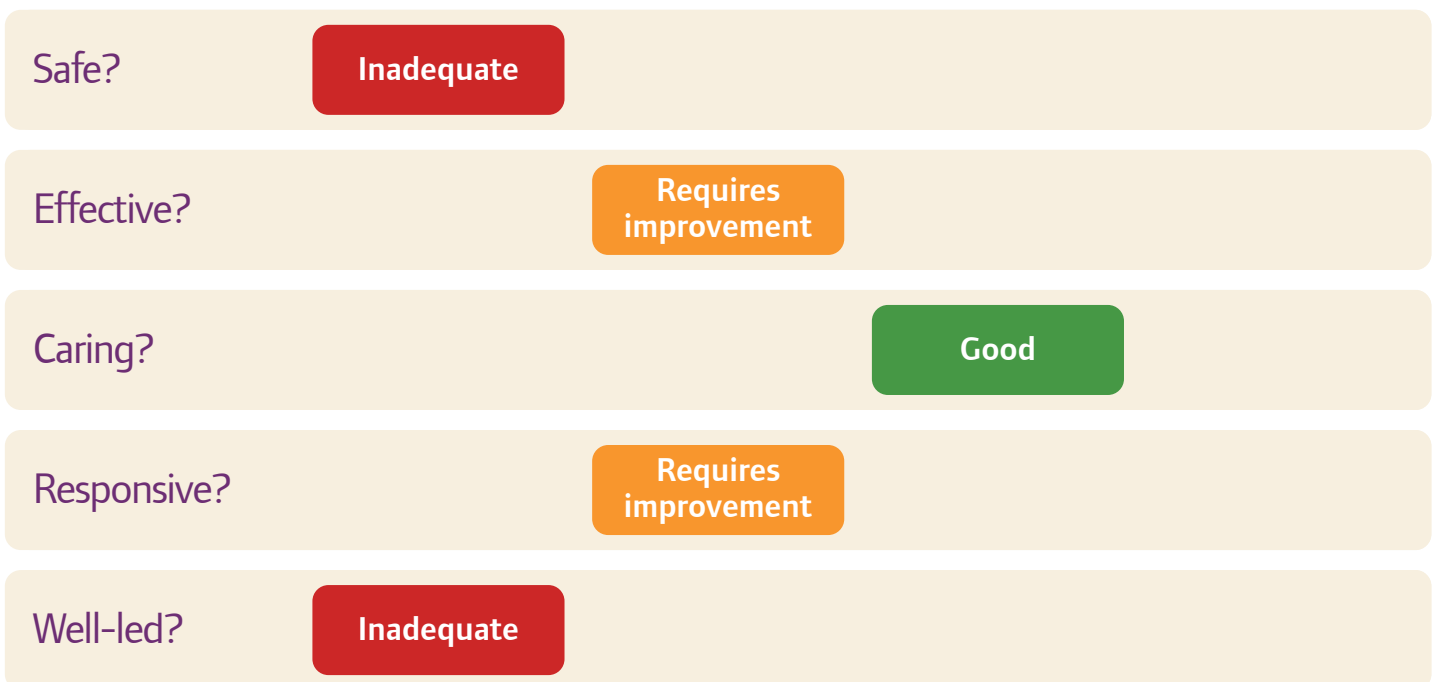 Safe?
Inadequate
Effective?
Requires
improvement
Caring?
Good
Responsive?
Requires
improvement
Well-led?
Inadequate